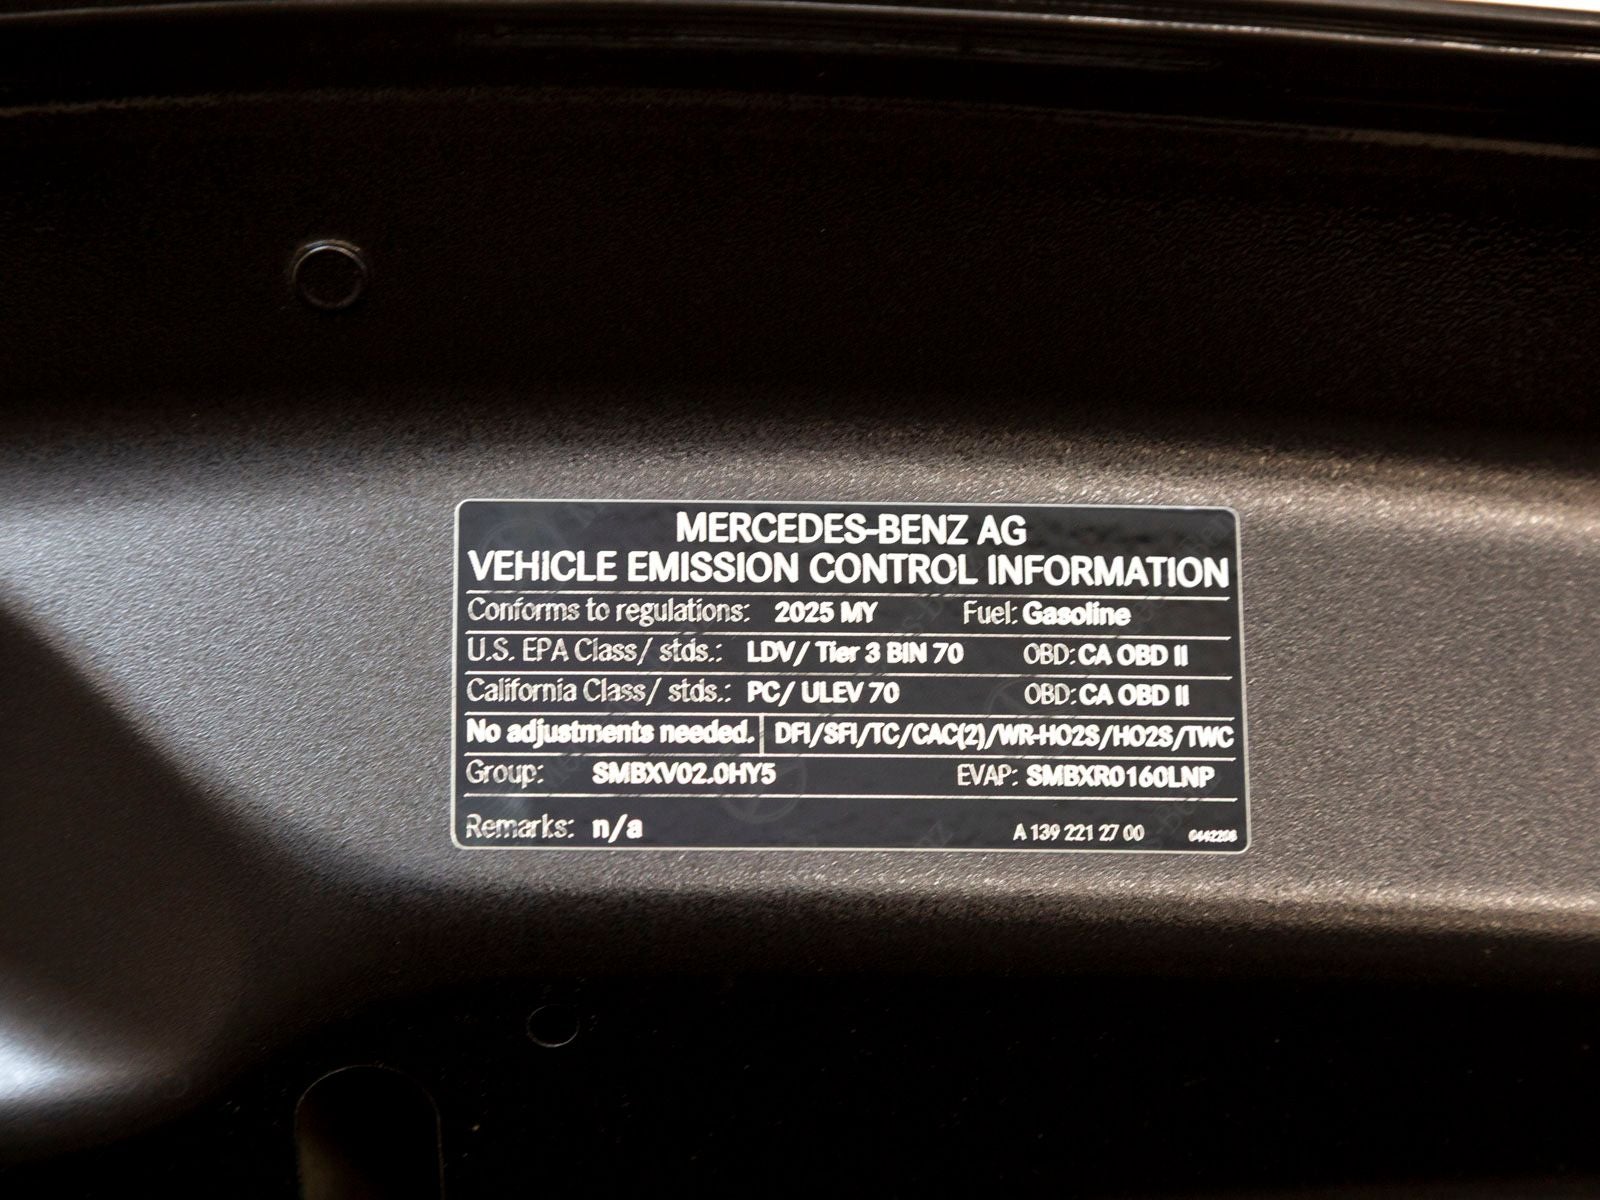 MERCEDES-BENZ AG
VEHICLE EMISSION CONTROL INFORMATION
Conforms to regulations: 2025 MY Fuel: Gasoline
U.S. EPA Class/ stds.: LDV/ Tier 3 BIN 70 OBD: CA OBD II
California Class/ stds.: PC/ ULEV 70 OBD: CA OBD II
No adjustments needed. DFI/SFI/TC/CAC(2)/WR-HO2S/HO2S/TWC
Group: SMBXV02.0HY5 EVAP: SMBXR0160LNP
Remarks: n/a A 139 221 27 00